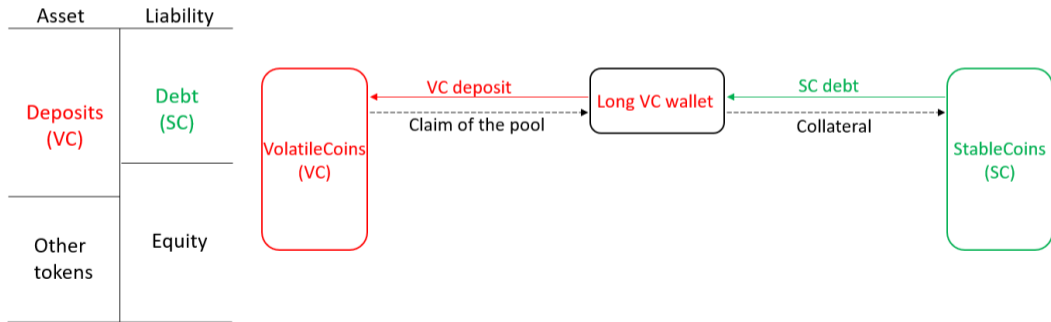 Asset
Liability
Deposits
(VC)
Debt
(SC)
Other
tokens
Equity
VolatileCoins
(VC)
VC deposit
Claim of the pool
Long VC wallet
SC debt
Collateral
StableCoins
(SC)